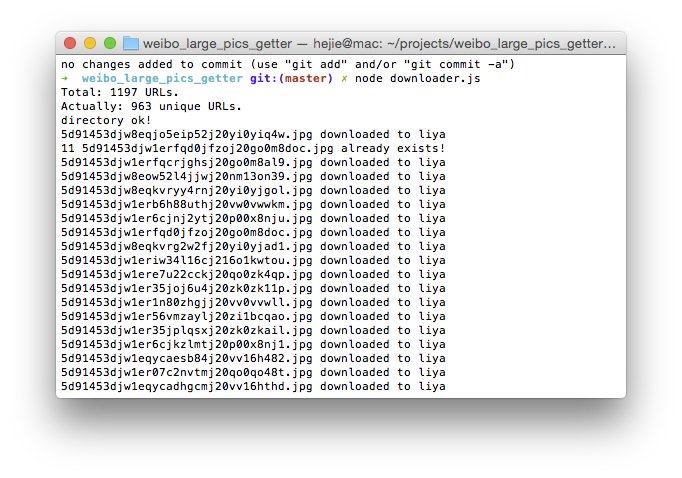 weibo_large_pics_getter — hejie@mac: ~/projects/weibo_large_pics_getter…
no changes added to commit (use "git add" and/or "git commit -a")
➜  weibo_large_pics_getter git:(master) ✗ node downloader.js
Total: 1197 URLs.
Actually: 963 unique URLs.
directory ok!
5d91453djw8eqjo5eip52j20yi0yiq4w.jpg downloaded to liya
11 5d91453djw1erfqd0jfzoj20go0m8doc.jpg already exists!
5d91453djw1erfqcrjghsj20go0m8al9.jpg downloaded to liya
5d91453djw8eow52l4jjwj20nm13on39.jpg downloaded to liya
5d91453djw8eqkvryy4rnj20yi0yjgol.jpg downloaded to liya
5d91453djw1erb6h88uthj20vw0vwwkm.jpg downloaded to liya
5d91453djw1er6cjnj2ytj20p00x8nju.jpg downloaded to liya
5d91453djw1erfqd0jfzoj20go0m8doc.jpg downloaded to liya
5d91453djw8eqkvrg2w2fj20yi0yjad1.jpg downloaded to liya
5d91453djw1eriw34l16cj216o1kwtou.jpg downloaded to liya
5d91453djw1ere7u22cckj20qo0zk4qp.jpg downloaded to liya
5d91453djw1er35joj6u4j20zk0zk11p.jpg downloaded to liya
5d91453djw1er1n80zhgjj20vv0vvwll.jpg downloaded to liya
5d91453djw1er56vmzaylj20zi1bcqao.jpg downloaded to liya
5d91453djw1er35jplqsxj20zk0zkail.jpg downloaded to liya
5d91453djw1er6cjkzlmtj20p00x8nj1.jpg downloaded to liya
5d91453djw1eqycaesb84j20vv16h482.jpg downloaded to liya
5d91453djw1er07c2nvtmj20qo0qo48t.jpg downloaded to liya
5d91453djw1eqycadhgcmj20vv16hthd.jpg downloaded to liya